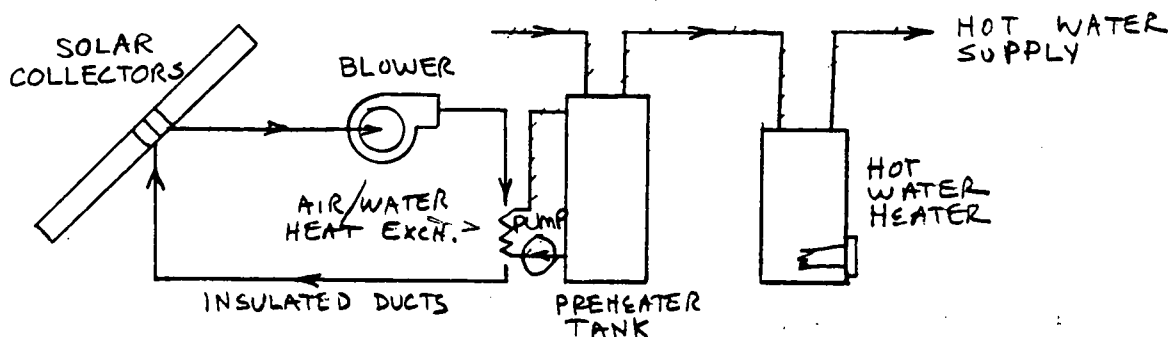 SOLAR
COLLECTORS
BLOWER
HOT WATER
SUPPLY
AIR/WATER
HEAT EXCH.
PUMP
HOT
WATER
HEATER
INSULATED DUCTS
PREHEATER
TANK